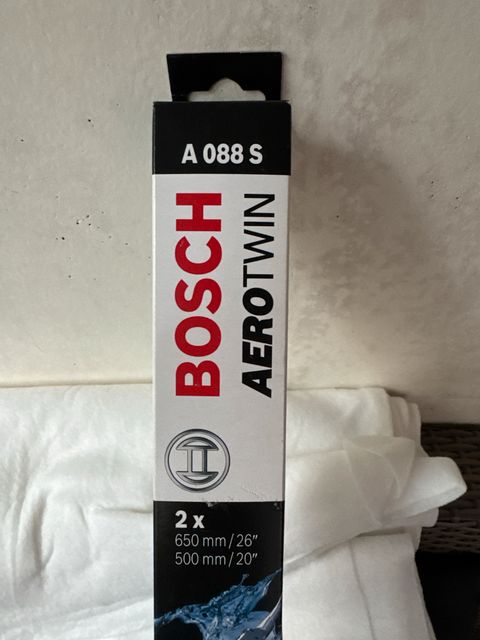 A 088 S
BOSCH
AEROTWIN
2 x
650 mm / 26"
500 mm / 20"